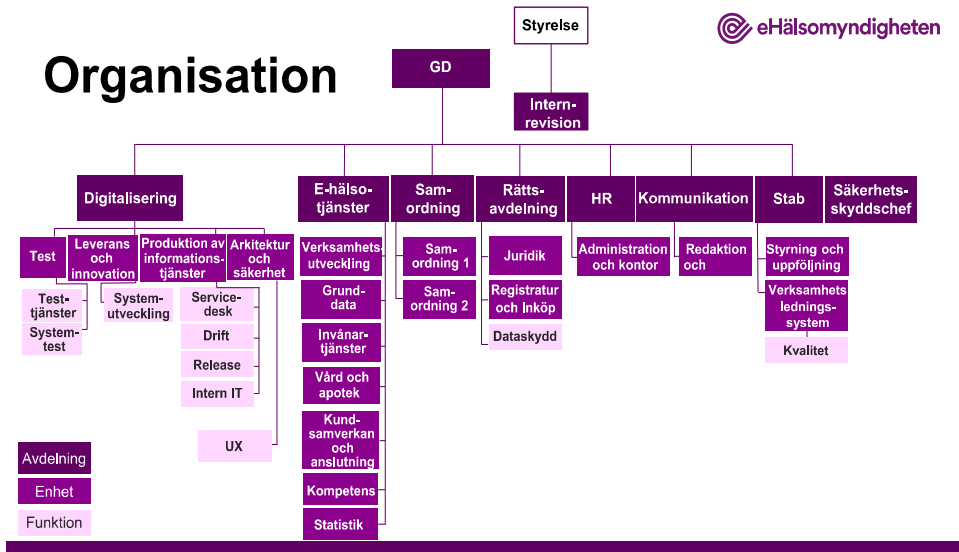 Organisation
Styrelse
eHälsomyndigheten
GD
Intern-
revision
Digitalisering
E-hälso-
tjänster
Sam-
ordning
Rätts-
avdelning
HR
Kommunikation
Stab
Säkerhets-
skyddschef
Test
Leverans
och
innovation
Produktion av
informations-
tjänster
Arkitektur
och
säkerhet
Test-
tjänster
System-
test
System-
utveckling
Service-
desk
Drift
Release
Intern IT
UX
Verksamhets-
utveckling
Grund-
data
Invånar-
tjänster
Vård och
apotek
Kund-
samverkan
och
anslutning
Kompetens
Statistik
Sam-
ordning 1
Sam-
ordning 2
Juridik
Registratur
och Inköp
Dataskydd
Administration
och kontor
Redaktion
och
Styrning och
uppföljning
Verksamhets
lednings-
system
Kvalitet
Avdelning
Enhet
Funktion